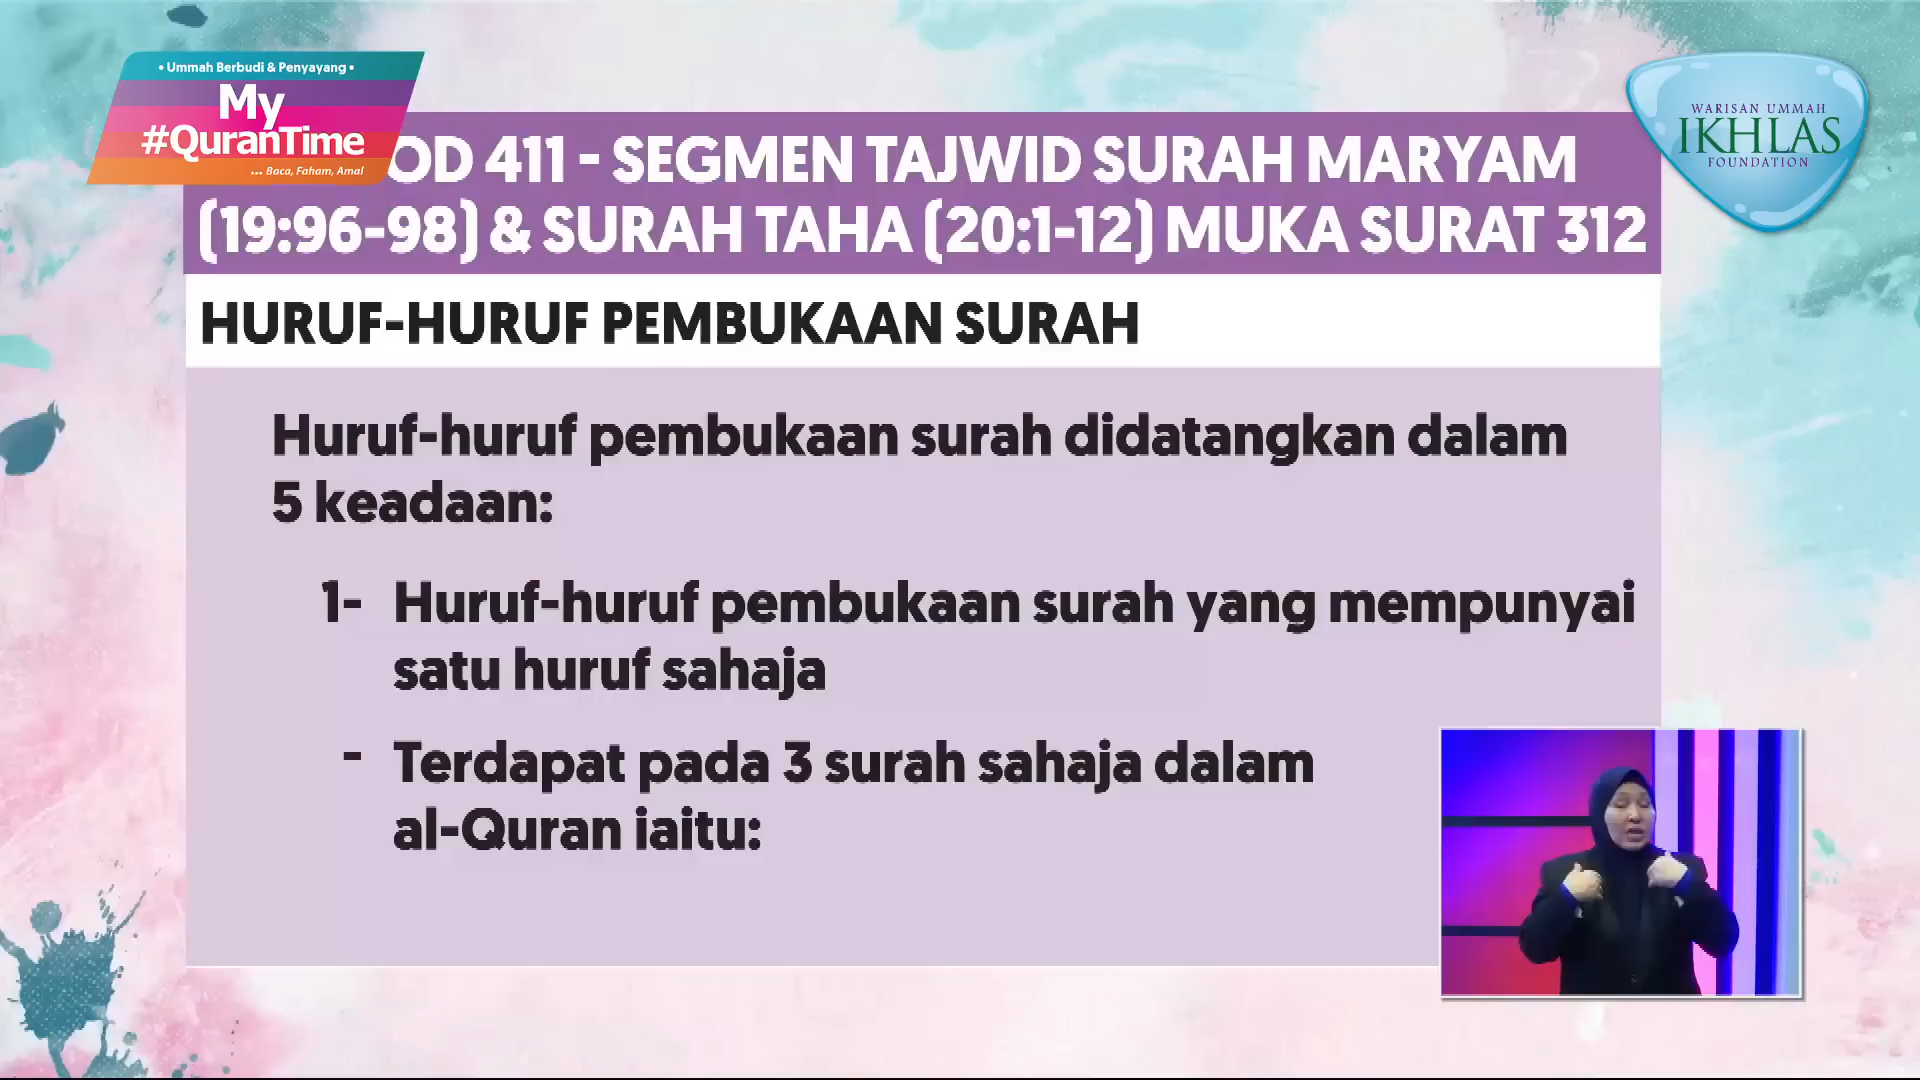 • Ummah Berbudi & Penyayang •
My
#QuranTime
... Baca, Faham, Amal
WARISAN UMMAH
IKHLAS
FOUNDATION
OD 411 - SEGMEN TAJWID SURAH MARYAM
(19:96-98) & SURAH TAHA (20:1-12) MUKA SURAT 312
HURUF-HURUF PEMBUKAAN SURAH
Huruf-huruf pembukaan surah didatangkan dalam
5 keadaan:
1- Huruf-huruf pembukaan surah yang mempunyai
satu huruf sahaja
- Terdapat pada 3 surah sahaja dalam
al-Quran iaitu: